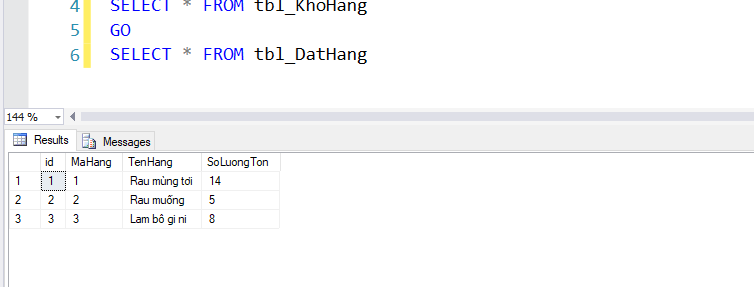 4 SELECT * FROM tbl_KhoHang
5 GO
6 SELECT * FROM tbl_DatHang
144 %
Results Messages
id MaHang TenHang SoLuongTon
1 1 1 Rau mùng tơi 14
2 2 2 Rau muống 5
3 3 3 Lam bô gi ni 8